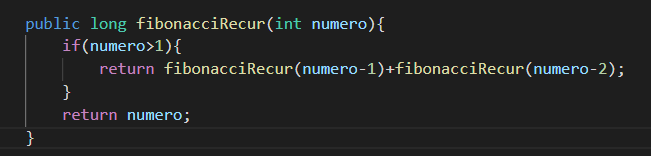 public long fibonacciRecur(int numero){
    if(numero>1){
        return fibonacciRecur(numero-1)+fibonacciRecur(numero-2);
    }
    return numero;
}